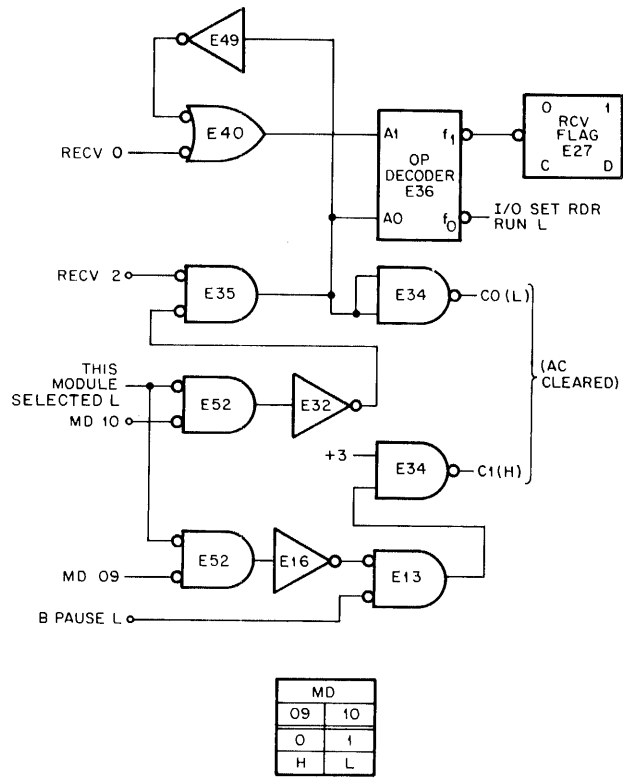 E49
E40
RECV 0
A1 f1
OP
DECODER
E36
A0 f0
0 1
RCV
FLAG
E27
C D
I/O SET RDR
RUN L
RECV 2
E35
E34
C0 (L)
THIS
MODULE
SELECTED L
MD 10
E52
E32
(AC
CLEARED)
+3
E34
C1 (H)
E52
E16
E13
MD 09
B PAUSE L
MD
09 10
0 1
H L